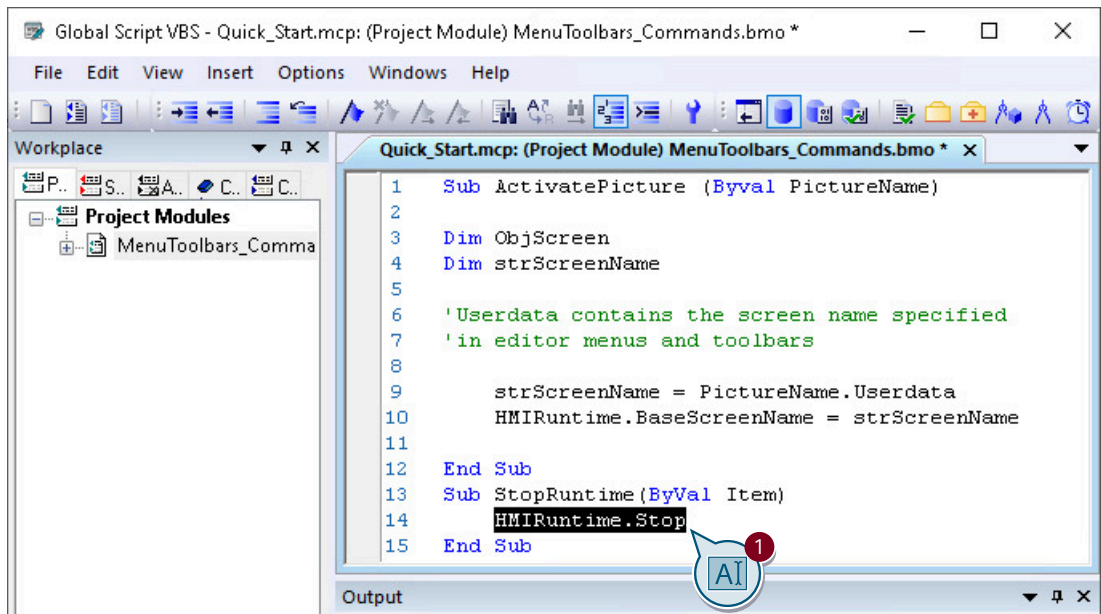 Global Script VBS - Quick_Start.mcp: (Project Module) MenuToolbars_Commands.bmo *
File Edit View Insert Options Windows Help
Workplace
Quick_Start.mcp: (Project Module) MenuToolbars_Commands.bmo *
P.. S.. A.. C.. C..
Project Modules
MenuToolbars_Comma
1 Sub ActivatePicture (Byval PictureName)
2
3 Dim ObjScreen
4 Dim strScreenName
5
6 'Userdata contains the screen name specified
7 'in editor menus and toolbars
8
9 strScreenName = PictureName.Userdata
10 HMIRuntime.BaseScreenName = strScreenName
11
12 End Sub
13 Sub StopRuntime(ByVal Item)
14 HMIRuntime.Stop
15 End Sub
1
A
Output